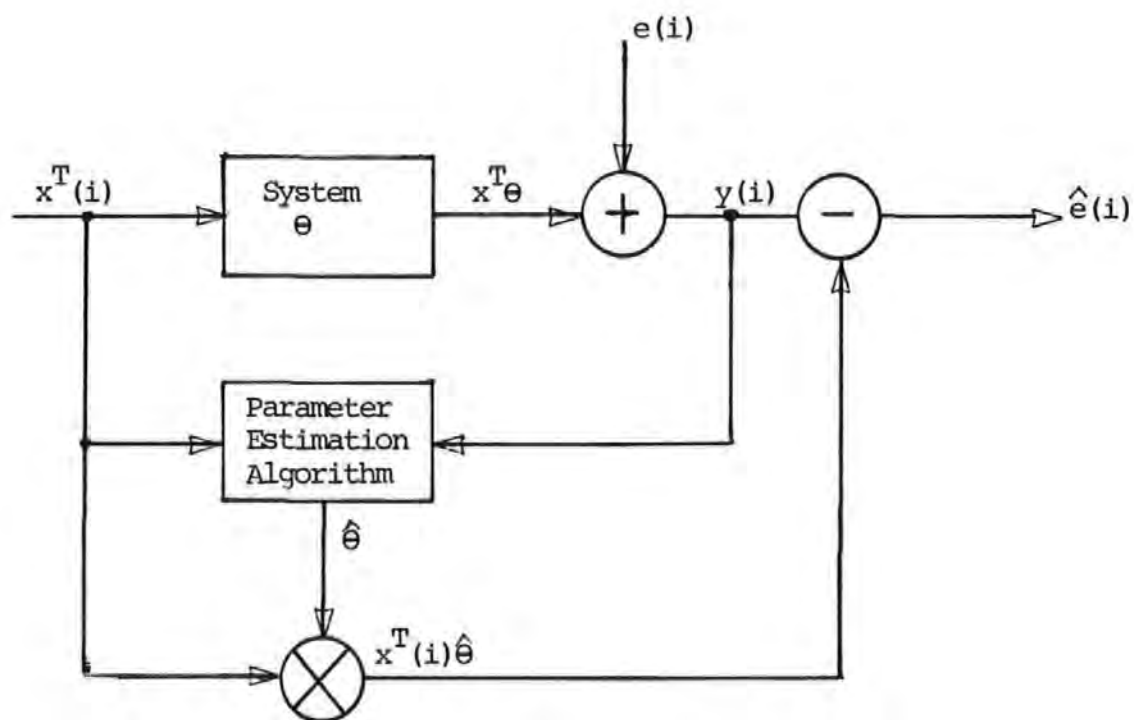 e(i)
x^T(i)
System
θ
x^Tθ
+
y(i)
−
ê(i)
Parameter
Estimation
Algorithm
θ̂
x^T(i)θ̂